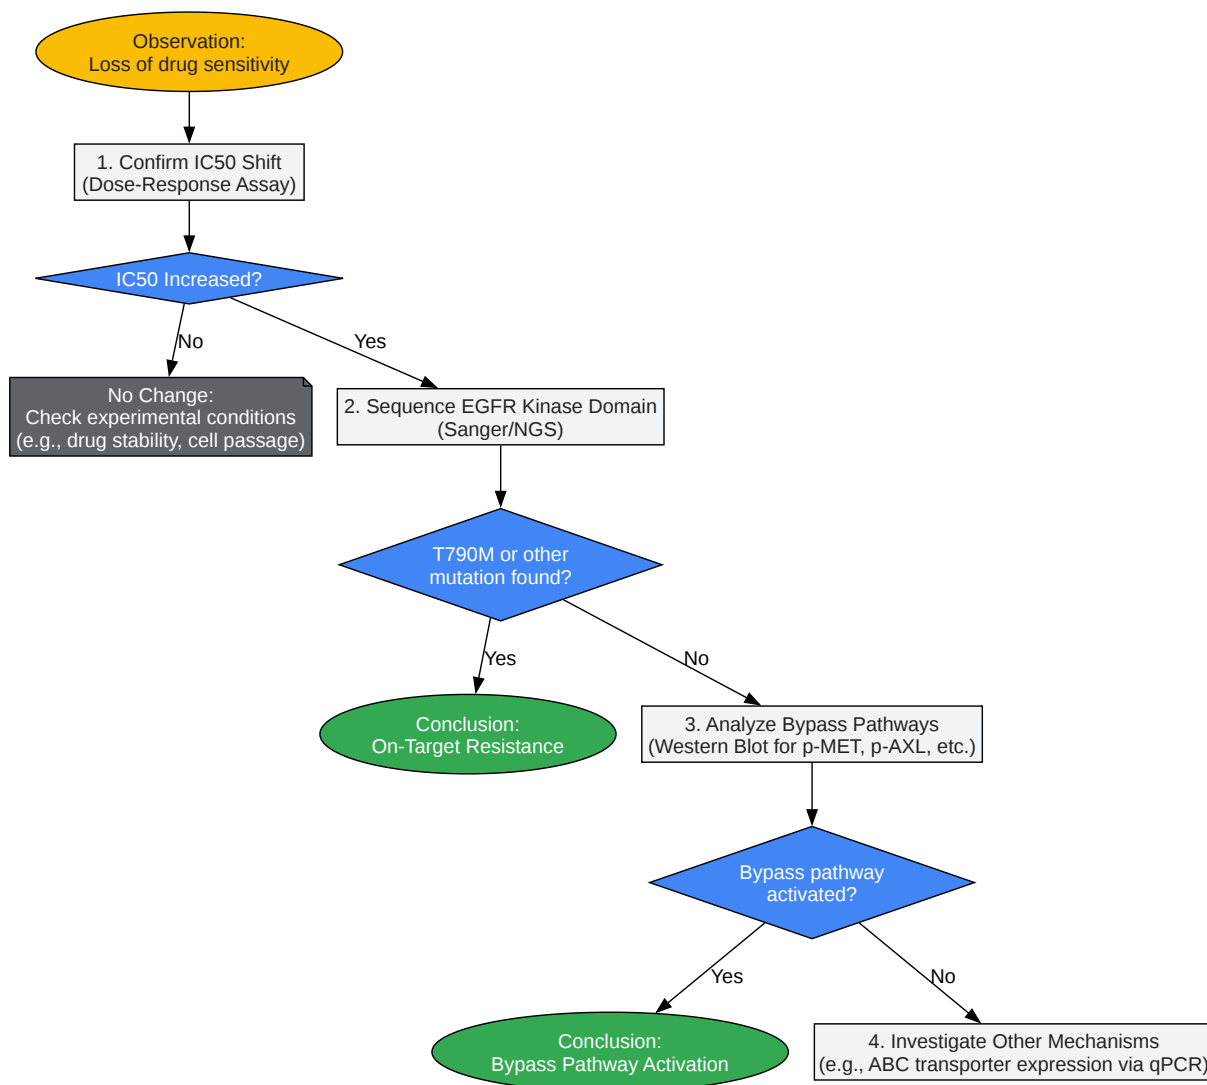 Observation:
Loss of drug sensitivity
1. Confirm IC50 Shift
(Dose-Response Assay)
IC50 Increased?
No
Yes
No Change:
Check experimental conditions
(e.g., drug stability, cell passage)
2. Sequence EGFR Kinase Domain
(Sanger/NGS)
T790M or other
mutation found?
Yes
No
Conclusion:
On-Target Resistance
3. Analyze Bypass Pathways
(Western Blot for p-MET, p-AXL, etc.)
Bypass pathway
activated?
Yes
No
Conclusion:
Bypass Pathway Activation
4. Investigate Other Mechanisms
(e.g., ABC transporter expression via qPCR)